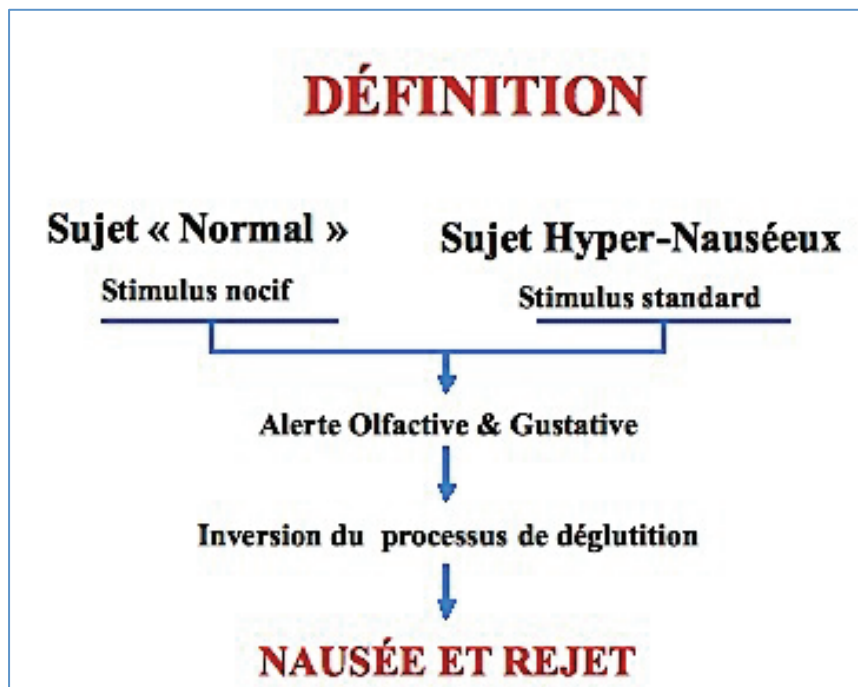 DÉFINITION
Sujet « Normal »
Sujet Hyper-Nauséeux
Stimulus nocif
Stimulus standard
Alerte Olfactive & Gustative
Inversion du processus de déglutition
NAUSÉE ET REJET